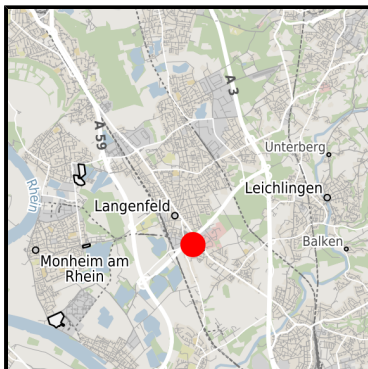 A 3
A 59
Unterberg
Rhein
Leichlingen
Langenfeld
Balken
Monheim am
Rhein